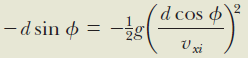 −d sin ϕ = −½g(d cos ϕ / v_xi)²